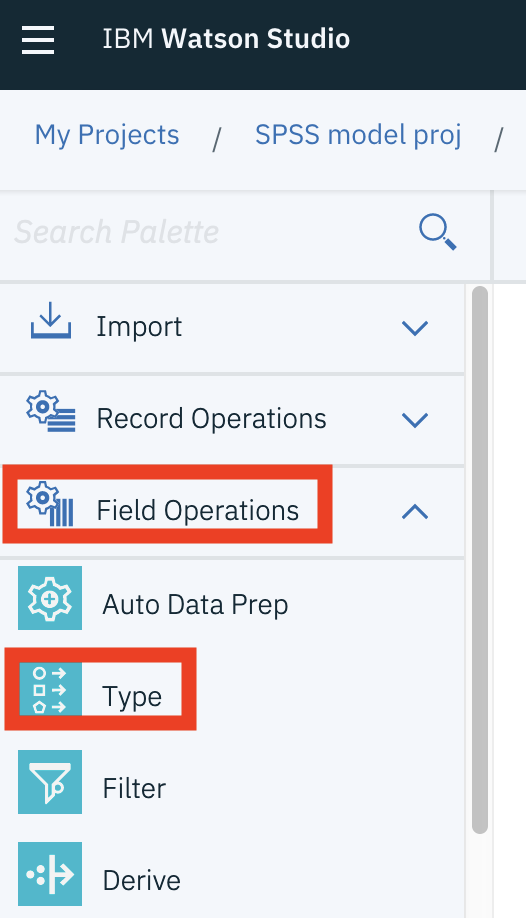 IBM Watson Studio
My Projects / SPSS model proj /
Search Palette
Import
Record Operations
Field Operations
Auto Data Prep
Type
Filter
Derive